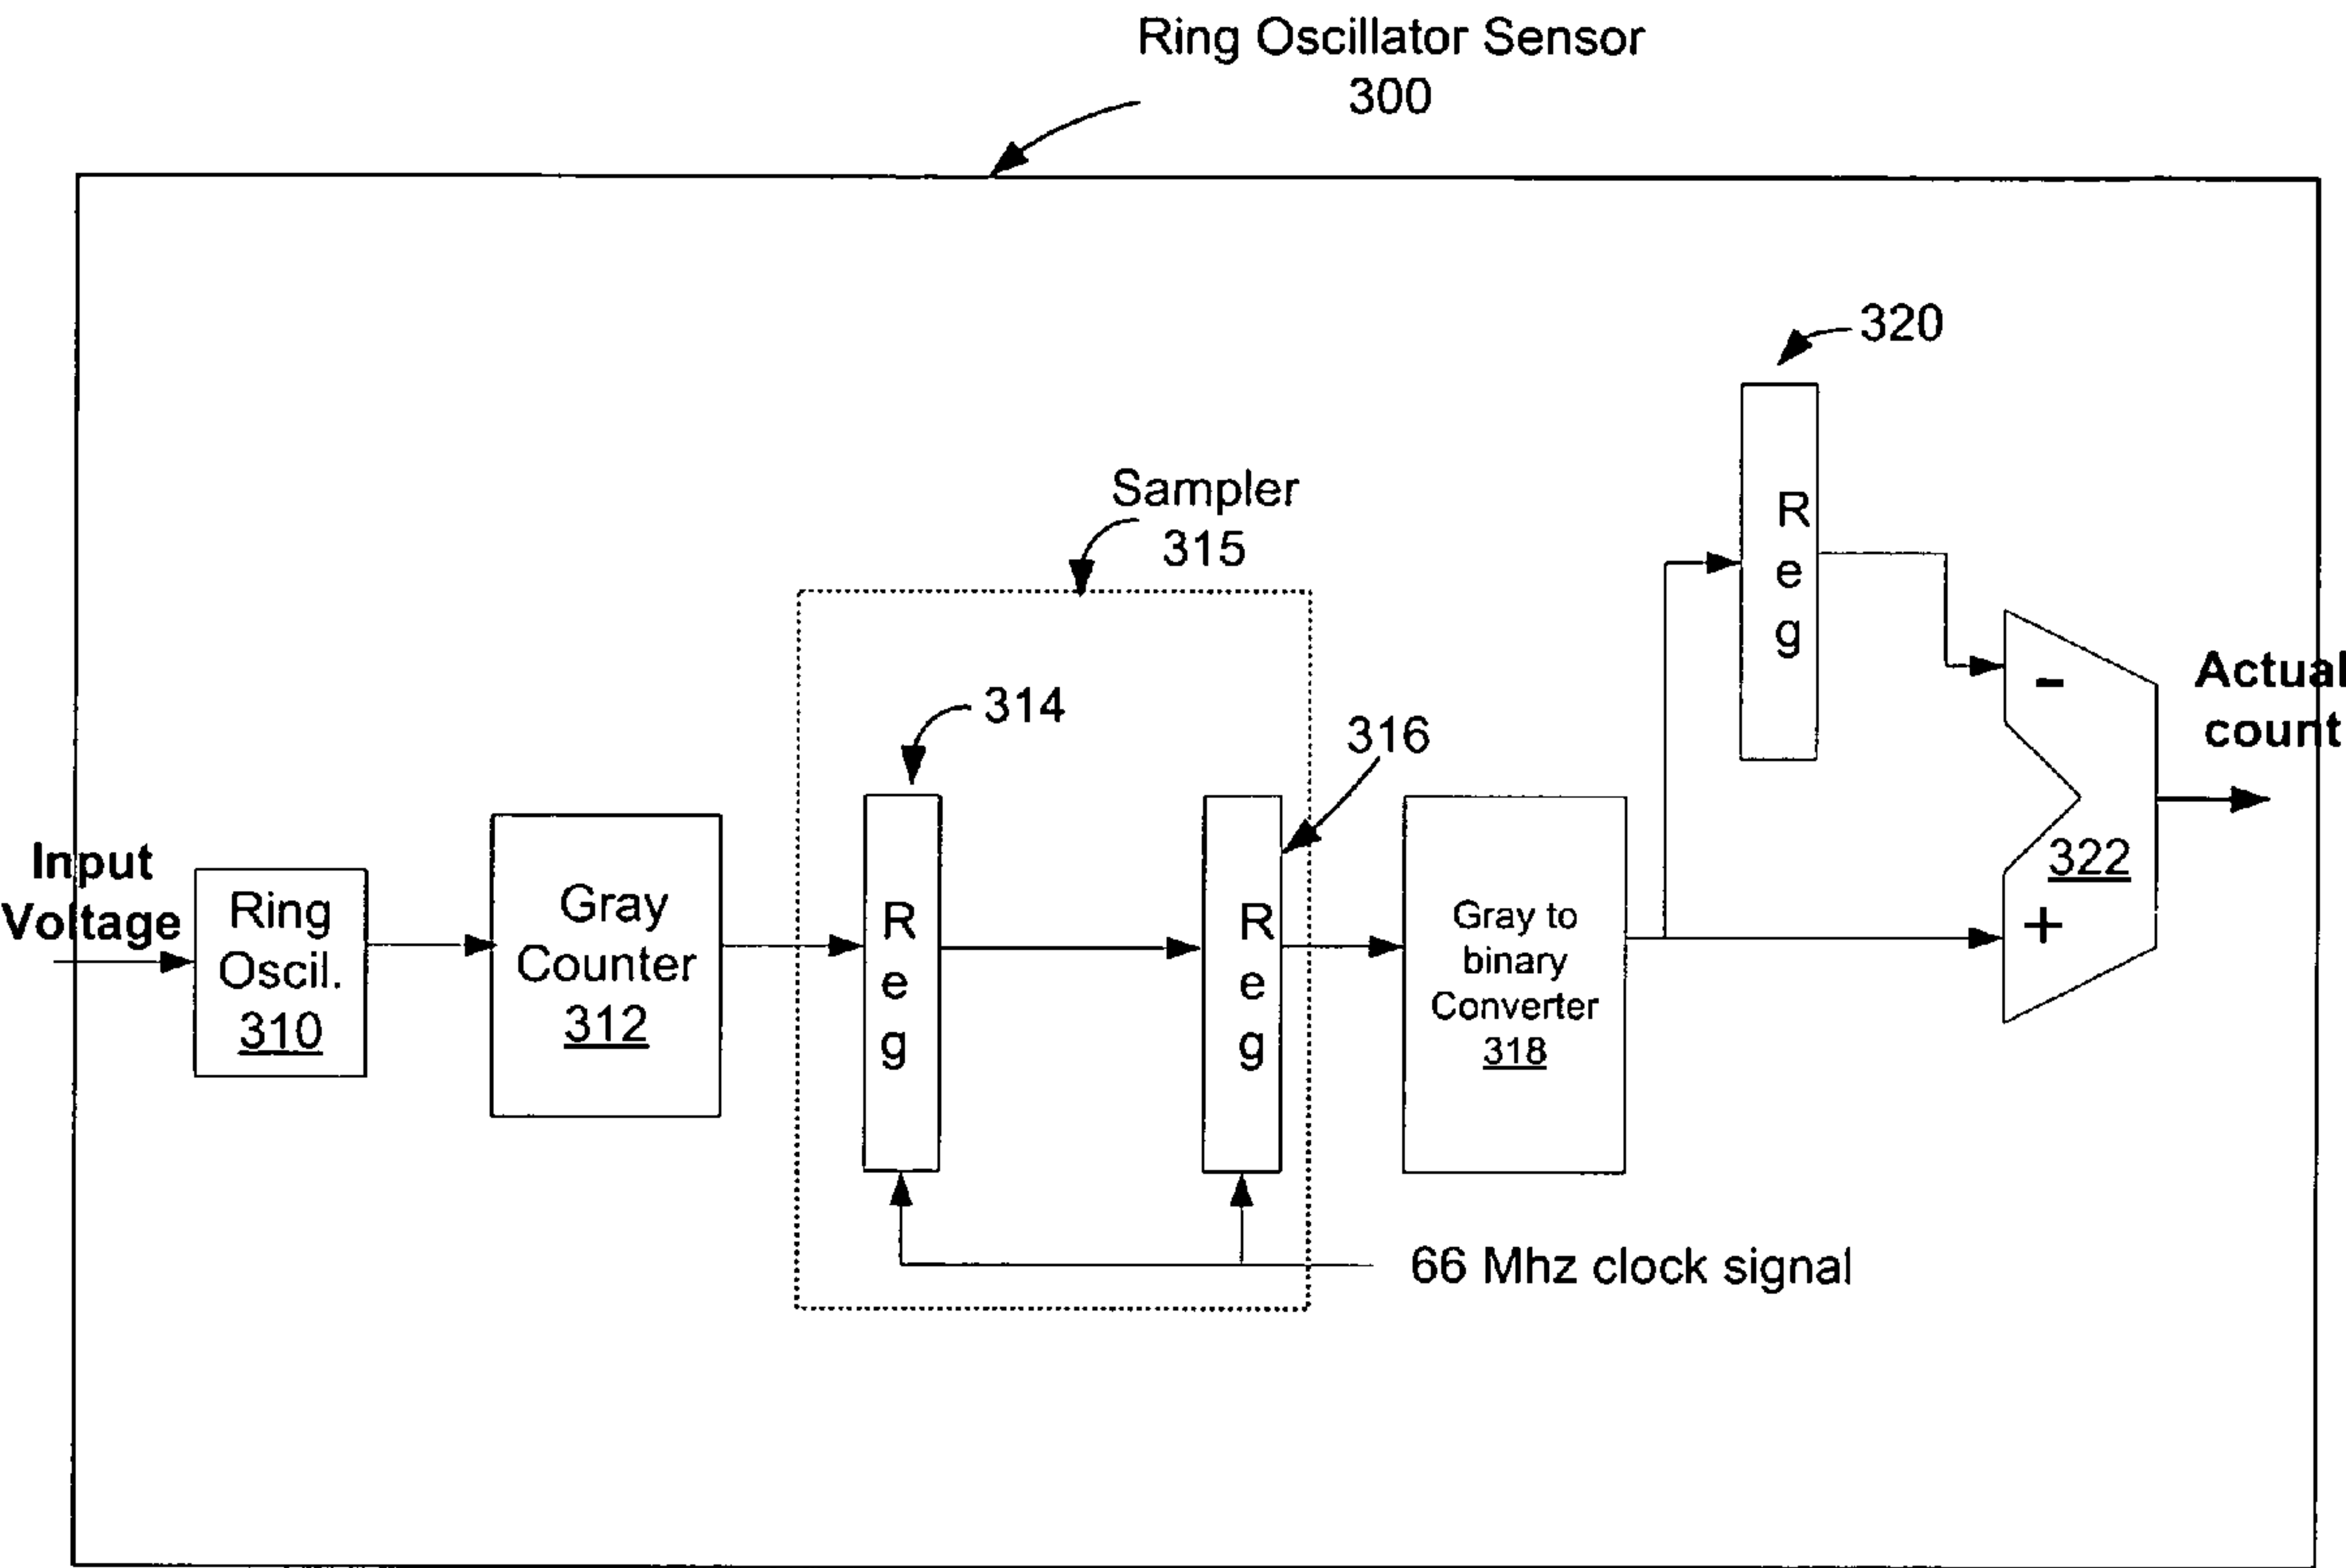 Ring Oscillator Sensor
300
320
R
e
g
Sampler
315
314
316
-
Actual
count
322
+
Input
Voltage
Ring
Oscil.
310
Gray
Counter
312
R
e
g
R
e
g
Gray to
binary
Converter
318
66 Mhz clock signal